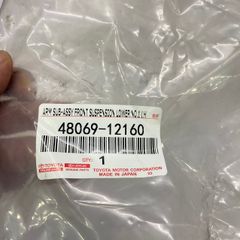 ARM SUB-ASSY FRONT SUSPENSION LOWER NO.1 LH
48069-12160
QTY:
1
TOYOTA MOTOR CORPORATION
MADE IN JAPAN